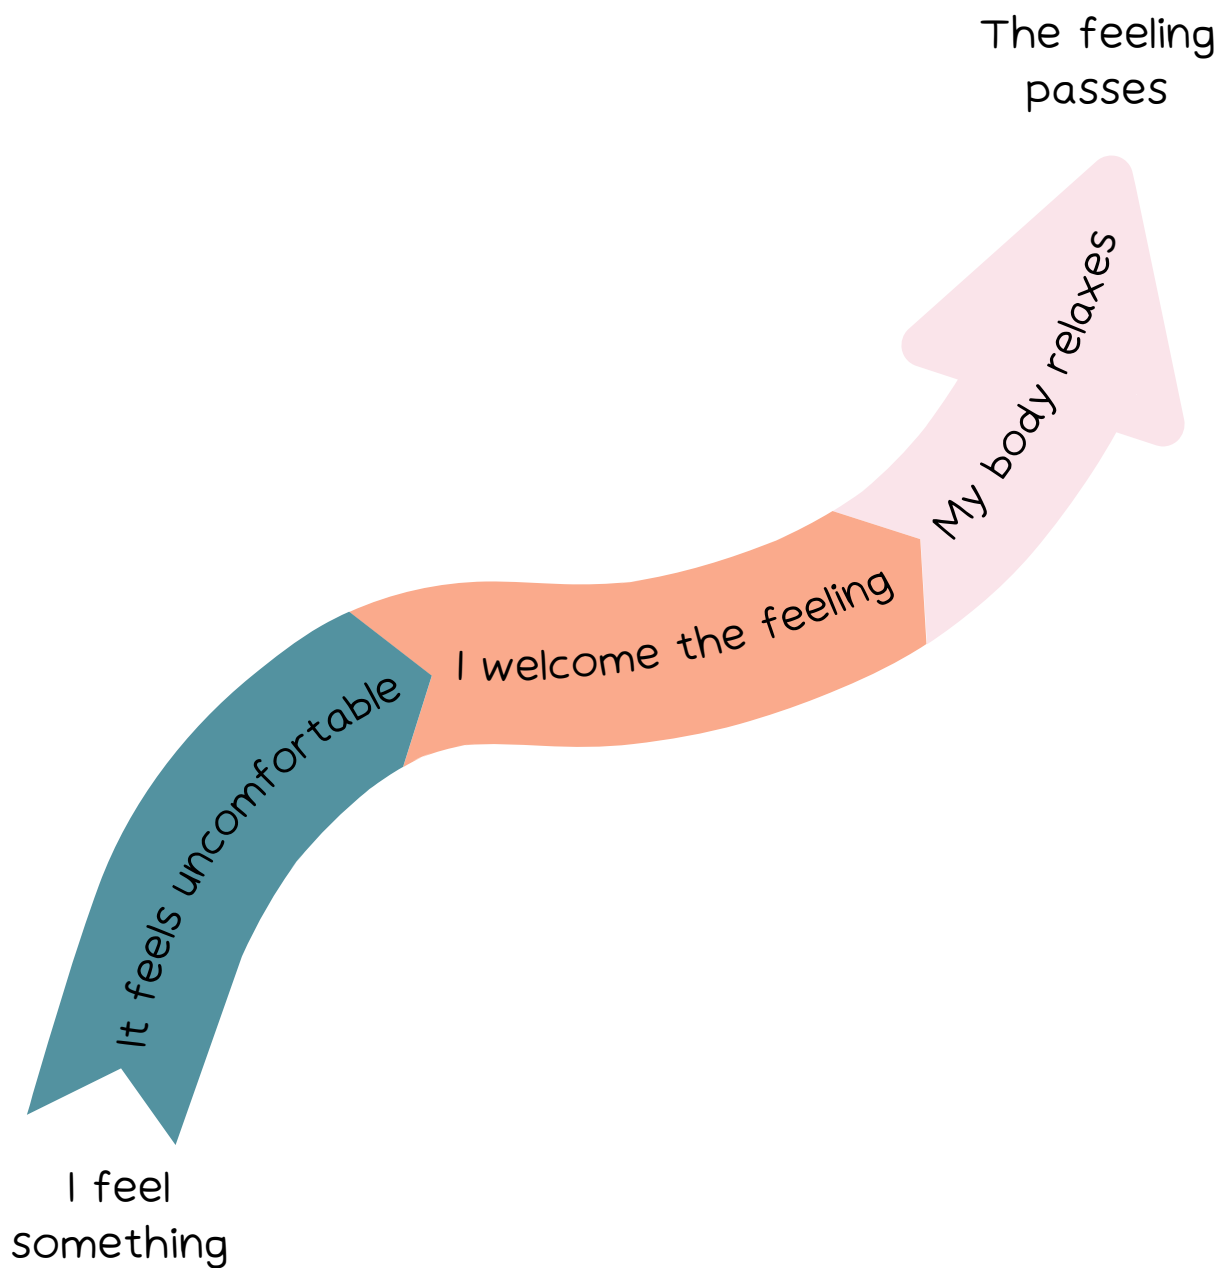 The feeling
passes
My body relaxes
I welcome the feeling
It feels uncomfortable
I feel
something